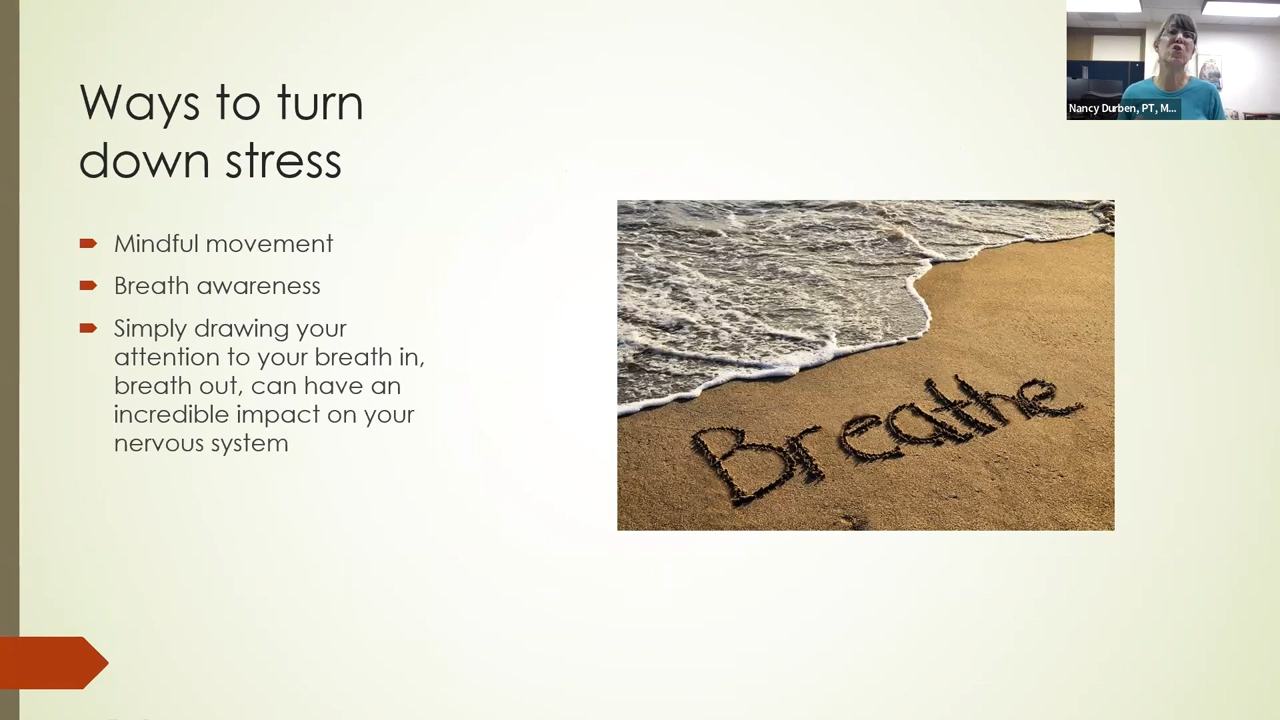 Ways to turn
down stress
Mindful movement
Breath awareness
Simply drawing your
attention to your breath in,
breath out, can have an
incredible impact on your
nervous system
Breathe
Nancy Durben, PT, M...